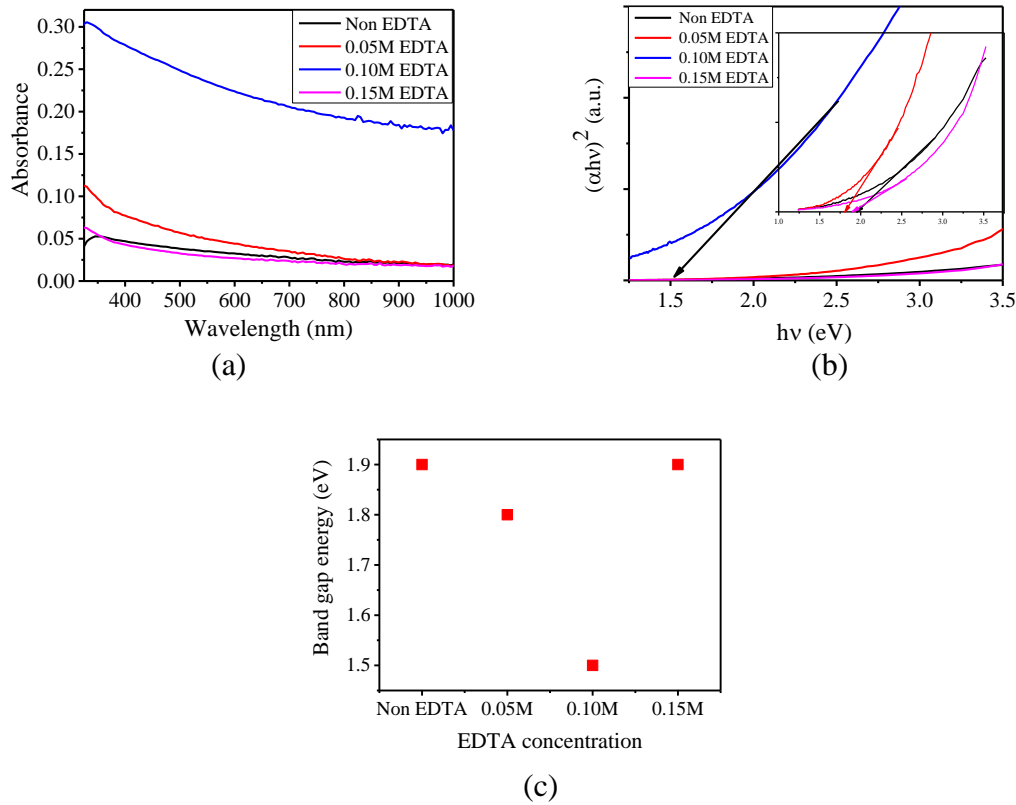 0.30
0.25
0.20
0.15
0.10
0.05
0.00
Absorbance
Non EDTA
0.05M EDTA
0.10M EDTA
0.15M EDTA
400 500 600 700 800 900 1000
Wavelength (nm)
(a)
(αhν)² (a.u.)
Non EDTA
0.05M EDTA
0.10M EDTA
0.15M EDTA
1.0 1.5 2.0 2.5 3.0 3.5
1.5 2.0 2.5 3.0 3.5
hν (eV)
(b)
1.9
1.8
1.7
1.6
1.5
Band gap energy (eV)
Non EDTA 0.05M 0.10M 0.15M
EDTA concentration
(c)